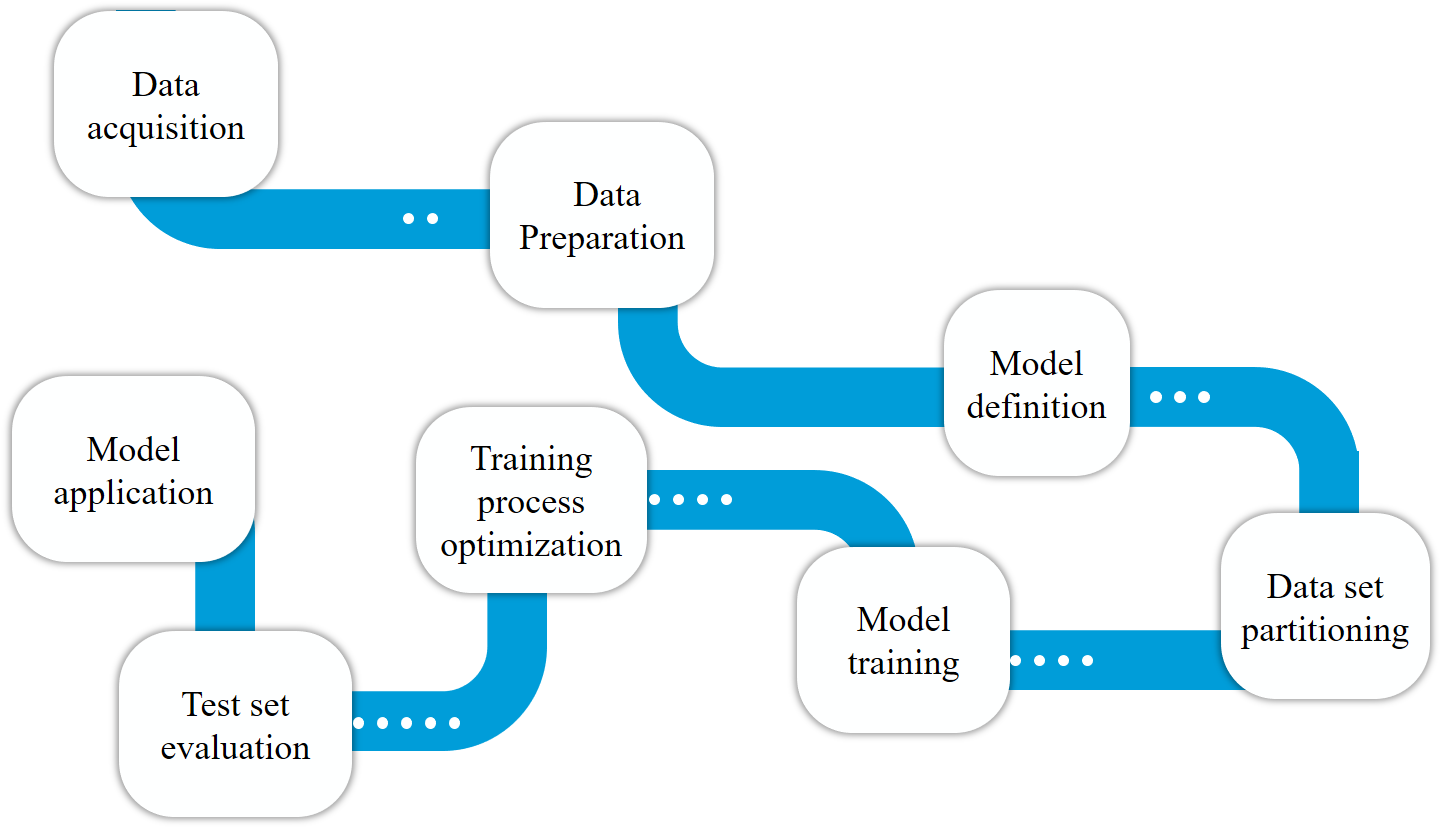 Data
acquisition
Data
Preparation
Model
definition
Data set
partitioning
Model
training
Training
process
optimization
Test set
evaluation
Model
application